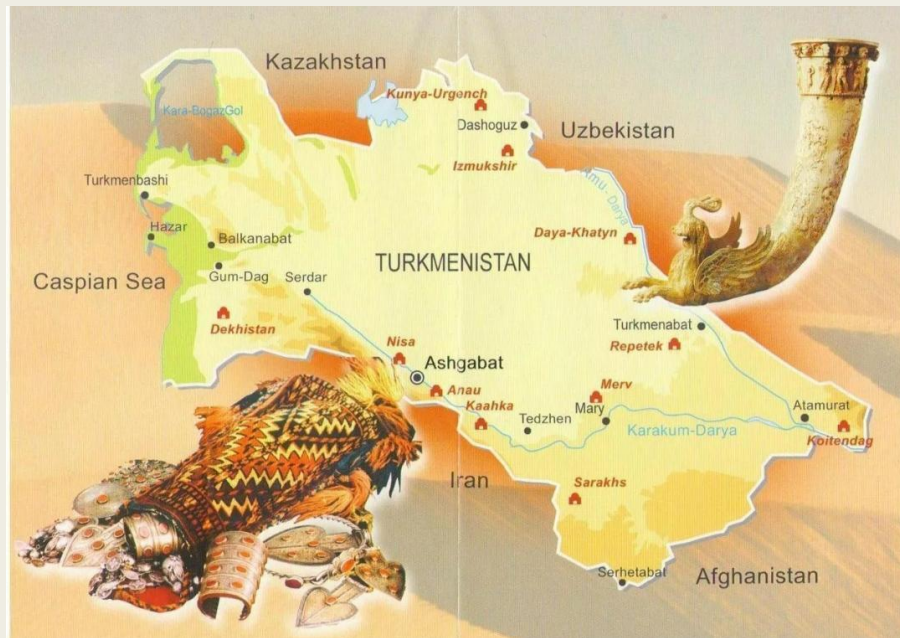 Kazakhstan
Kara-BogazGol
Kunya-Urgench
Dashoguz
Uzbekistan
Izmukshir
Turkmenbashi
Amu - Darya
Hazar
Balkanabat
Daya-Khatyn
Gum-Dag
Serdar
TURKMENISTAN
Caspian Sea
Dekhistan
Turkmenabat
Nisa
Repetek
Ashgabat
Anau
Merv
Kaahka
Mary
Atamurat
Tedzhen
Karakum-Darya
Koitendag
Iran
Sarakhs
Serhetabat
Afghanistan